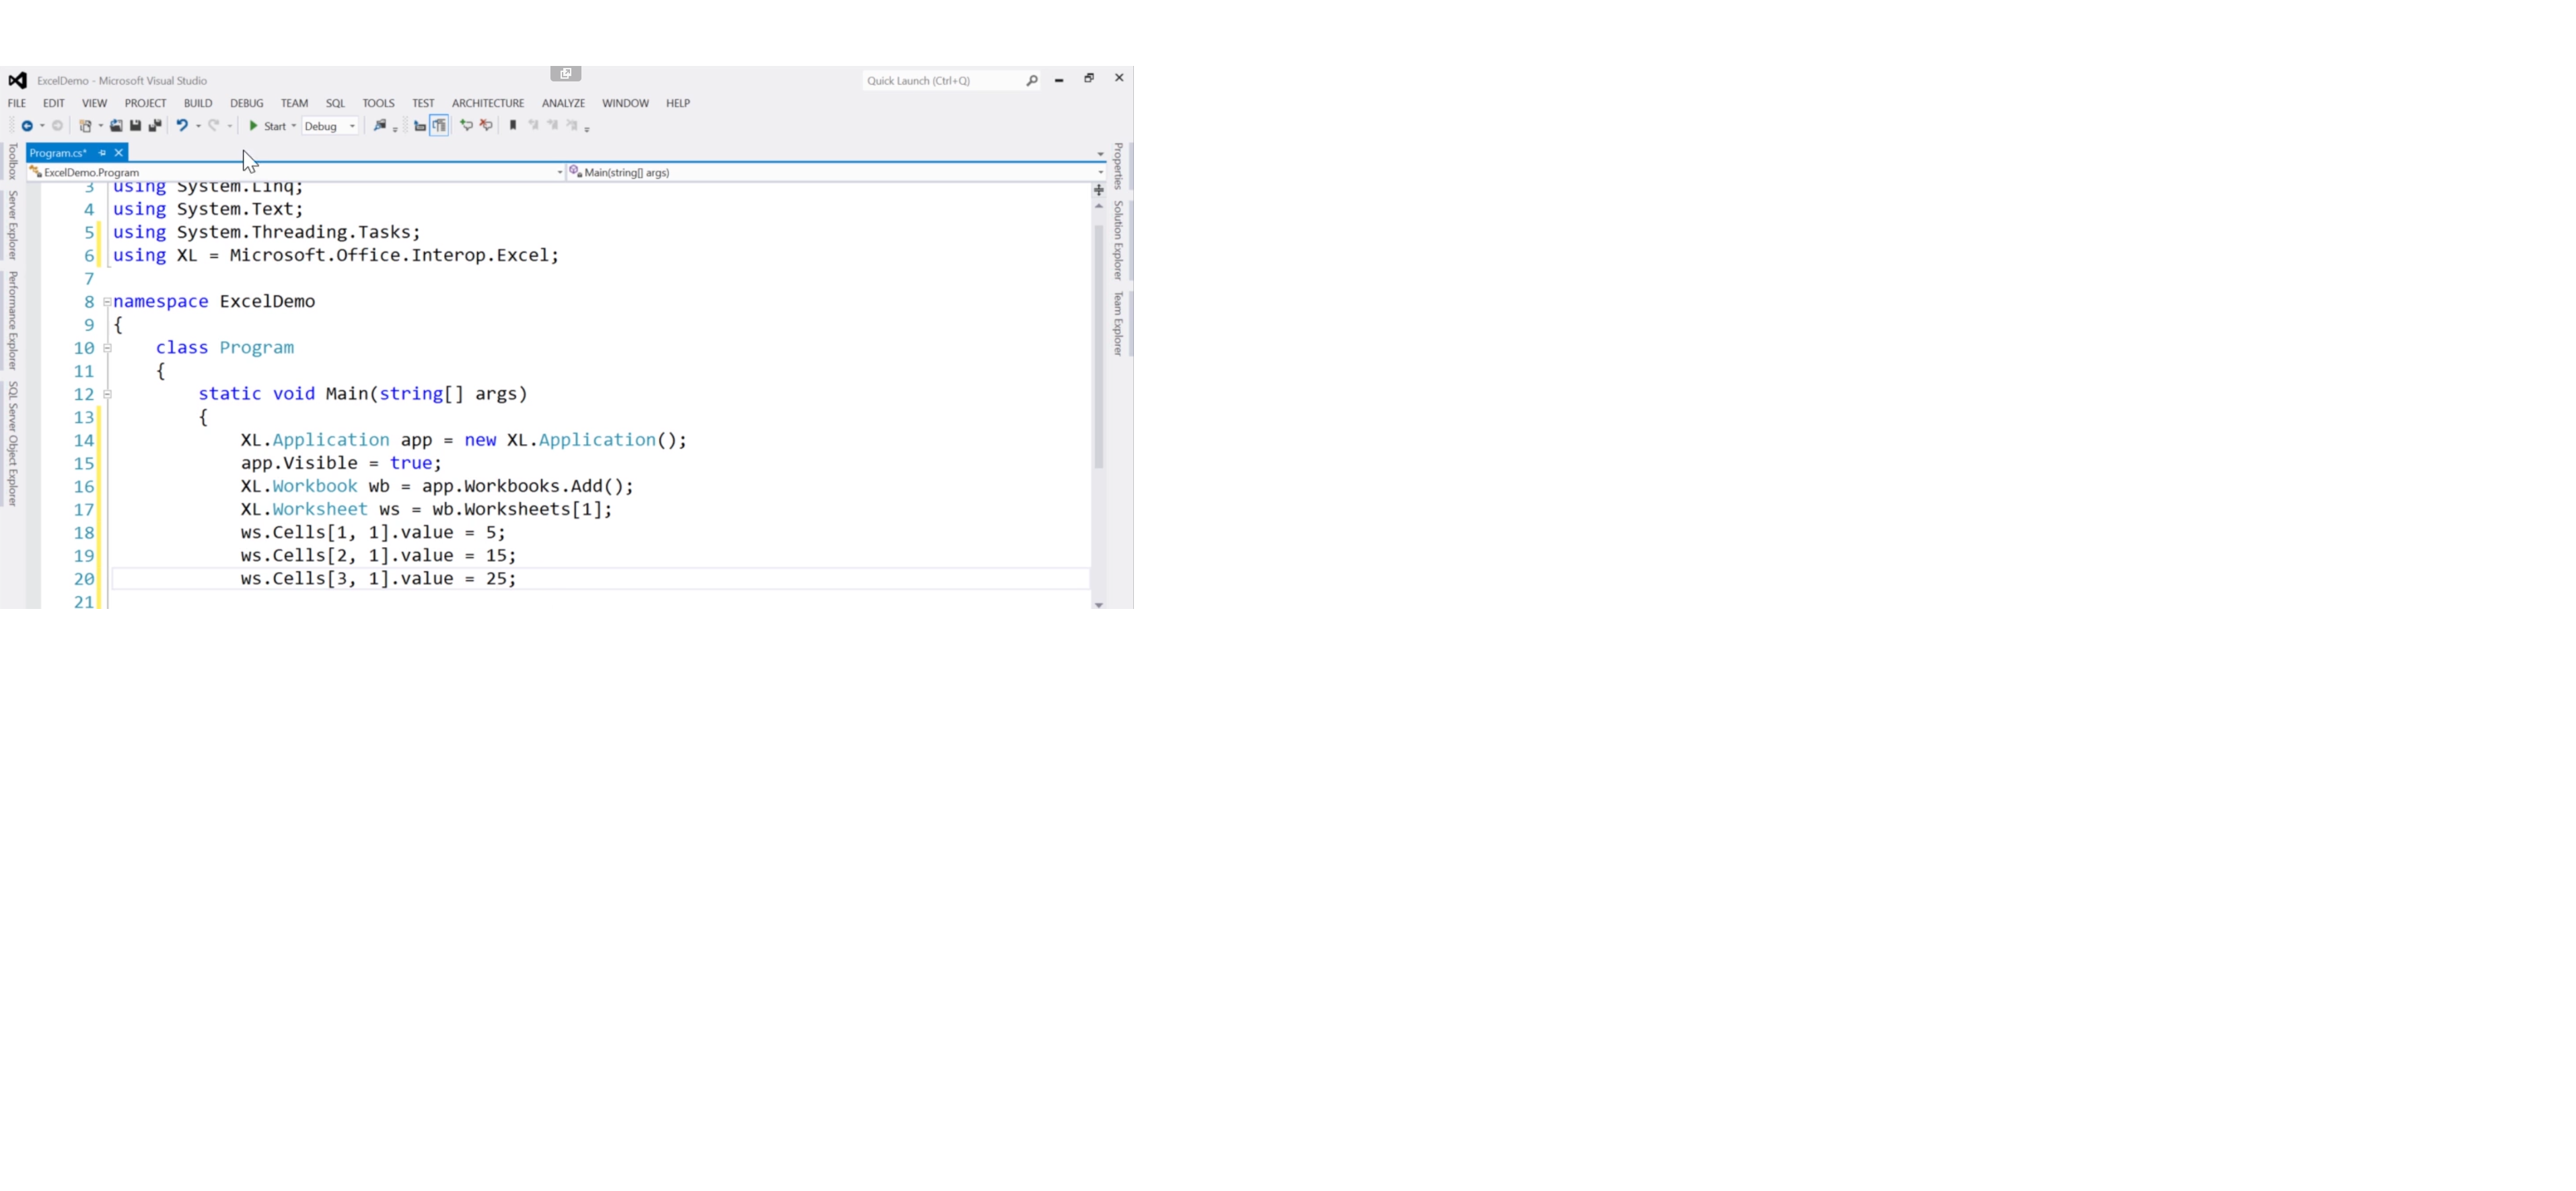 ExcelDemo - Microsoft Visual Studio
Quick Launch (Ctrl+Q)
FILE EDIT VIEW PROJECT BUILD DEBUG TEAM SQL TOOLS TEST ARCHITECTURE ANALYZE WINDOW HELP
Start Debug
Program.cs*
ExcelDemo.Program
Main(string[] args)
Toolbox
Server Explorer
Performance Explorer
SQL Server Object Explorer
3 using System.Linq;
4 using System.Text;
5 using System.Threading.Tasks;
6 using XL = Microsoft.Office.Interop.Excel;
7
8 namespace ExcelDemo
9 {
10 class Program
11 {
12 static void Main(string[] args)
13 {
14 XL.Application app = new XL.Application();
15 app.Visible = true;
16 XL.Workbook wb = app.Workbooks.Add();
17 XL.Worksheet ws = wb.Worksheets[1];
18 ws.Cells[1, 1].value = 5;
19 ws.Cells[2, 1].value = 15;
20 ws.Cells[3, 1].value = 25;
21
Properties
Solution Explorer
Team Explorer